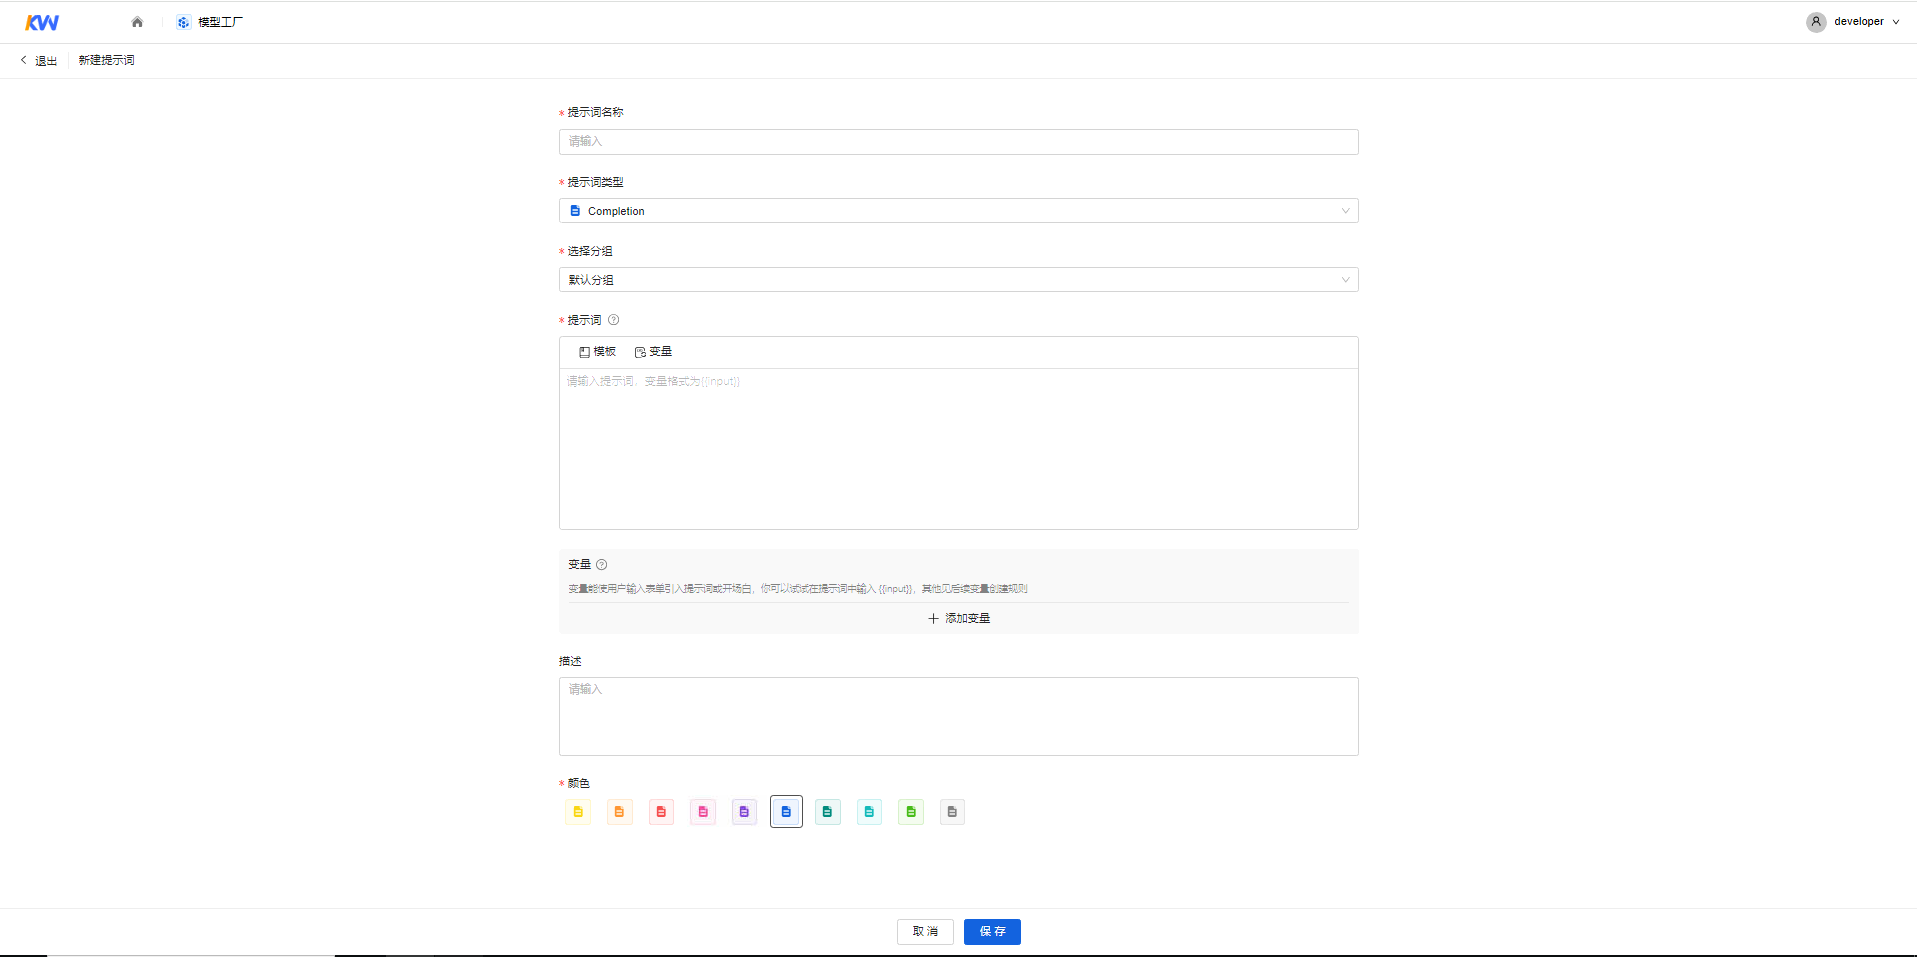 KW
模型工厂
developer
退出
新建提示词
* 提示词名称
请输入
* 提示词类型
Completion
* 选择分组
默认分组
* 提示词
模板 变量
请输入提示词，变量格式为{{input}}
变量
变量能使用户输入表单引入提示词或开场白，你可以试试在提示词中输入 {{input}}，其他见后续变量创建规则
添加变量
描述
请输入
* 颜色
取消 保存